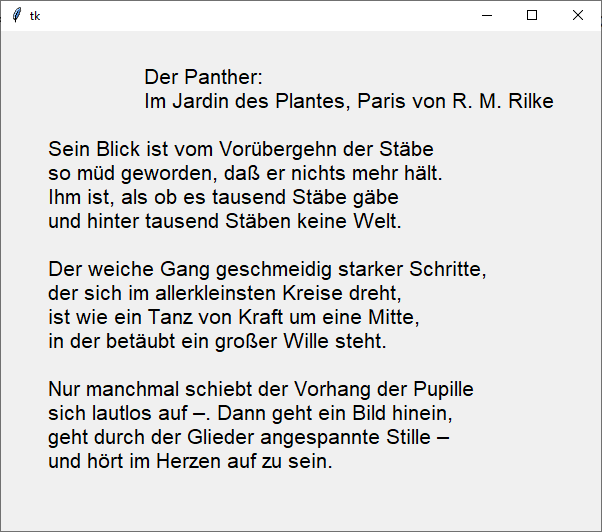 tk
Der Panther:
Im Jardin des Plantes, Paris von R. M. Rilke
Sein Blick ist vom Vorübergehn der Stäbe
so müd geworden, daß er nichts mehr hält.
Ihm ist, als ob es tausend Stäbe gäbe
und hinter tausend Stäben keine Welt.
Der weiche Gang geschmeidig starker Schritte,
der sich im allerkleinsten Kreise dreht,
ist wie ein Tanz von Kraft um eine Mitte,
in der betäubt ein großer Wille steht.
Nur manchmal schiebt der Vorhang der Pupille
sich lautlos auf –. Dann geht ein Bild hinein,
geht durch der Glieder angespannte Stille –
und hört im Herzen auf zu sein.